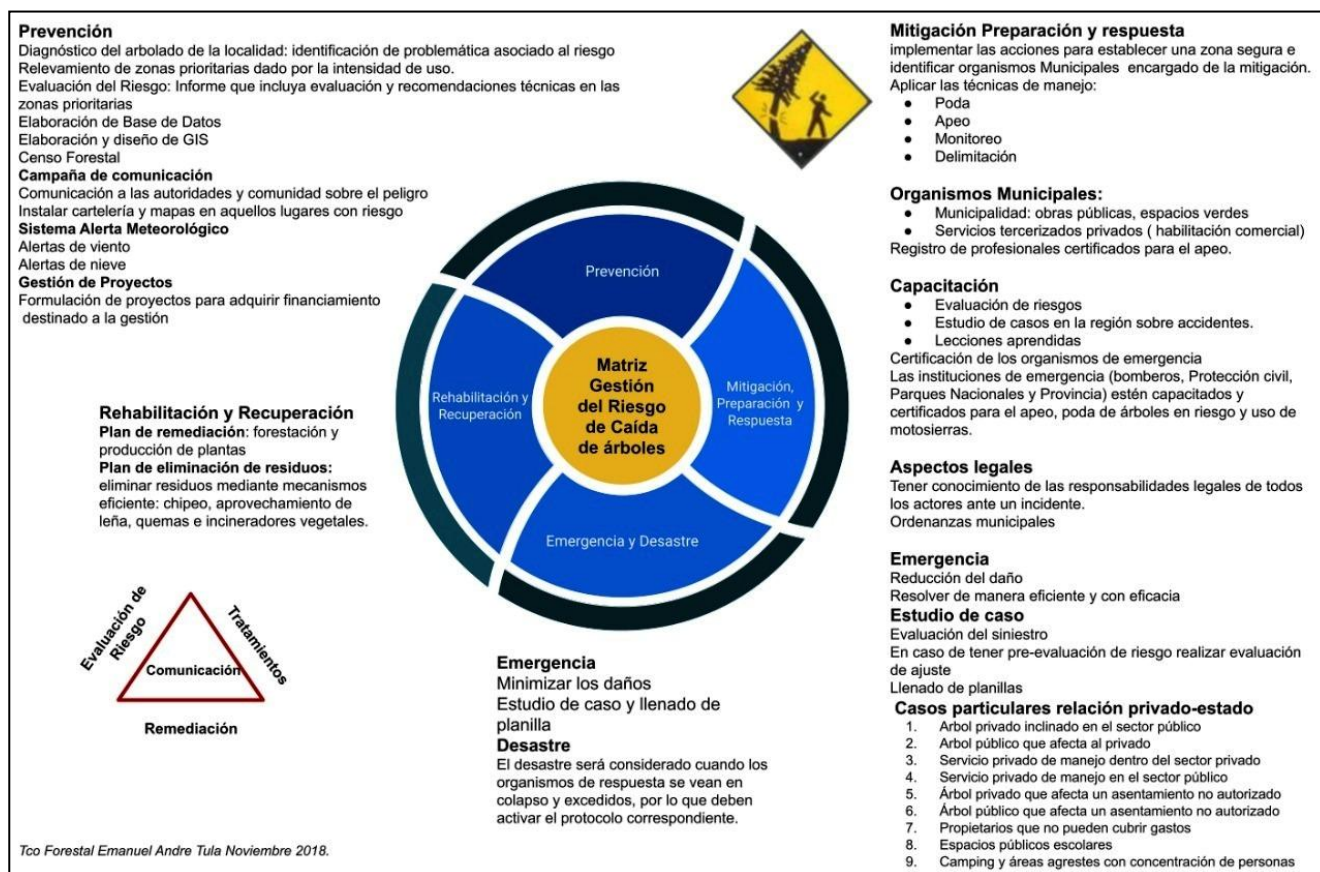 Prevención
Diagnóstico del arbolado de la localidad: identificación de problemática asociado al riesgo
Relevamiento de zonas prioritarias dado por la intensidad de uso.
Evaluación del Riesgo: Informe que incluya evaluación y recomendaciones técnicas en las
zonas prioritarias
Elaboración de Base de Datos
Elaboración y diseño de GIS
Censo Forestal
Campaña de comunicación
Comunicación a las autoridades y comunidad sobre el peligro
Instalar cartelería y mapas en aquellos lugares con riesgo
Sistema Alerta Meteorológico
Alertas de viento
Alertas de nieve
Gestión de Proyectos
Formulación de proyectos para adquirir financiamiento
destinado a la gestión
Rehabilitación y Recuperación
Plan de remediación: forestación y
producción de plantas
Plan de eliminación de residuos:
eliminar residuos mediante mecanismos
eficiente: chipeo, aprovechamiento de
leña, quemas e incineradores vegetales.
Evaluación de
Riesgo
Tratamientos
Comunicación
Remediación
Tco Forestal Emanuel Andre Tula Noviembre 2018.
Prevención
Rehabilitación y
Recuperación
Matriz
Gestión
del Riesgo
de Caída
de árboles
Mitigación,
Preparación y
Respuesta
Emergencia y Desastre
Emergencia
Minimizar los daños
Estudio de caso y llenado de
planilla
Desastre
El desastre será considerado cuando los
organismos de respuesta se vean en
colapso y excedidos, por lo que deben
activar el protocolo correspondiente.
Mitigación Preparación y respuesta
implementar las acciones para establecer una zona segura e
identificar organismos Municipales encargado de la mitigación.
Aplicar las técnicas de manejo:
● Poda
● Apeo
● Monitoreo
● Delimitación
Organismos Municipales:
● Municipalidad: obras públicas, espacios verdes
● Servicios tercerizados privados ( habilitación comercial)
Registro de profesionales certificados para el apeo.
Capacitación
● Evaluación de riesgos
● Estudio de casos en la región sobre accidentes.
● Lecciones aprendidas
Certificación de los organismos de emergencia
Las instituciones de emergencia (bomberos, Protección civil,
Parques Nacionales y Provincia) estén capacitados y
certificados para el apeo, poda de árboles en riesgo y uso de
motosierras.
Aspectos legales
Tener conocimiento de las responsabilidades legales de todos
los actores ante un incidente.
Ordenanzas municipales
Emergencia
Reducción del daño
Resolver de manera eficiente y con eficacia
Estudio de caso
Evaluación del siniestro
En caso de tener pre-evaluación de riesgo realizar evaluación
de ajuste
Llenado de planillas
Casos particulares relación privado-estado
1. Arbol privado inclinado en el sector público
2. Arbol público que afecta al privado
3. Servicio privado de manejo dentro del sector privado
4. Servicio privado de manejo en el sector público
5. Árbol privado que afecta un asentamiento no autorizado
6. Árbol público que afecta un asentamiento no autorizado
7. Propietarios que no pueden cubrir gastos
8. Espacios públicos escolares
9. Camping y áreas agrestes con concentración de personas